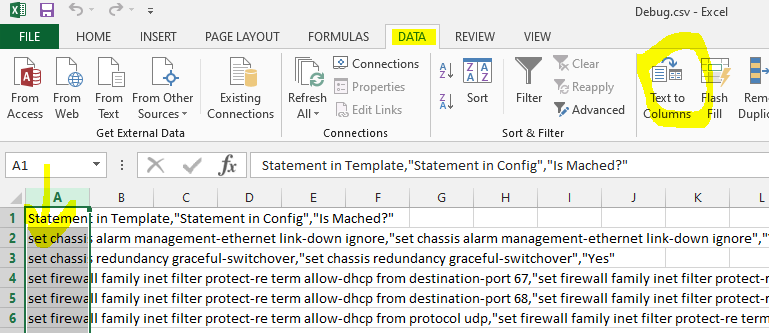 Debug.csv - Excel
FILE HOME INSERT PAGE LAYOUT FORMULAS DATA REVIEW VIEW
From Access
From Web
From Text
From Other Sources
Existing Connections
Get External Data
Refresh All
Connections
Properties
Edit Links
Connections
Sort
Filter
Clear
Reapply
Advanced
Sort & Filter
Text to Columns
Flash Fill
Remo
Duplic
A1 fx Statement in Template,"Statement in Config","Is Mached?"
A B C D E F G H I J K L
1 Statement in Template,"Statement in Config","Is Mached?"
2 set chassis alarm management-ethernet link-down ignore,"set chassis alarm management-ethernet link-down ignore","
3 set chassis redundancy graceful-switchover,"set chassis redundancy graceful-switchover","Yes"
4 set firewall family inet filter protect-re term allow-dhcp from destination-port 67,"set firewall family inet filter protect-r
5 set firewall family inet filter protect-re term allow-dhcp from destination-port 68,"set firewall family inet filter protect-r
6 set firewall family inet filter protect-re term allow-dhcp from protocol udp,"set firewall family inet filter protect-re term